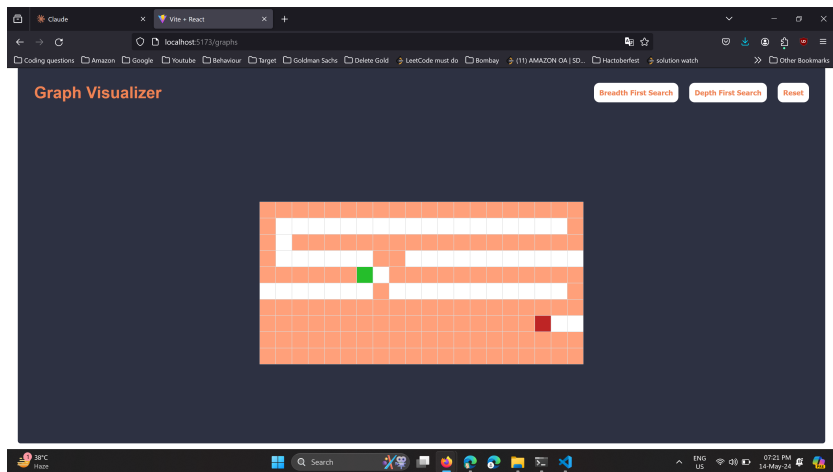 Claude
Vite + React
localhost:5173/graphs
Coding questions Amazon Google Youtube Behaviour Target Goldman Sachs Delete Gold LeetCode must do Bombay (11) AMAZON OA | SD... Hactoberfest solution watch Other Bookmarks
Graph Visualizer
Breadth First Search
Depth First Search
Reset
38°C
Haze
Search
ENG
US
07:21 PM
14-May-24